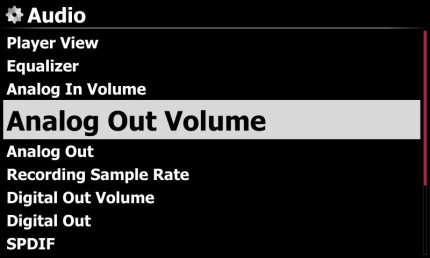 Audio
Player View
Equalizer
Analog In Volume
Analog Out Volume
Analog Out
Recording Sample Rate
Digital Out Volume
Digital Out
SPDIF